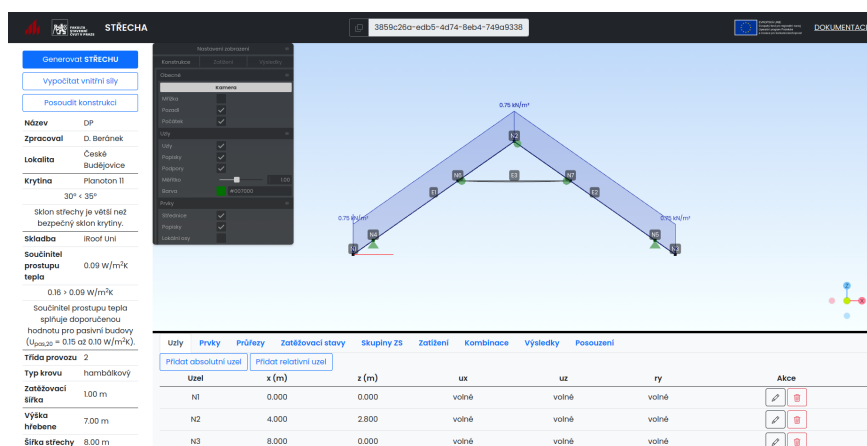 STŘECHA
3859c26a-edb5-4d74-8eb4-749a9338
DOKUMENTACE
Generovat STŘECHU
Vypočítat vnitřní síly
Posoudit konstrukci
Název DP
Zpracoval D. Beránek
Lokalita České Budějovice
Krytina Planoton 11
30° < 35°
Sklon střechy je větší než
bezpečný sklon krytiny.
Skladba iRoof Uni
Součinitel prostupu tepla 0.09 W/m²K
0.16 > 0.09 W/m²K
Součinitel prostupu tepla
splňuje doporučenou
hodnotu pro pasivní budovy
(Upas,20 = 0.15 až 0.10 W/m²K).
Třída provozu 2
Typ krovu hambálkový
Zatěžovací šířka 1.00 m
Výška hřebene 7.00 m
Šířka střechy 8.00 m
Nastavení zobrazení
Konstrukce Zatížení Výsledky
Obecné
Kamera
Mřížka
Pozadí
Počátek
Uzly
Uzly
Popisky
Podpory
Měřítko 1.00
Barva #007000
Prvky
Střednice
Popisky
Lokální osy
0.75 kN/m²
N2
N6 E3 N7
E1 E2
0.75 kN/m² 0.75 kN/m²
N4 N5
N1 N3
Z
X
Uzly Prvky Průřezy Zatěžovací stavy Skupiny ZS Zatížení Kombinace Výsledky Posouzení
Přidat absolutní uzel Přidat relativní uzel
Uzel x (m) z (m) ux uz ry Akce
N1 0.000 0.000 volné volné volné
N2 4.000 2.800 volné volné volné
N3 8.000 0.000 volné volné volné